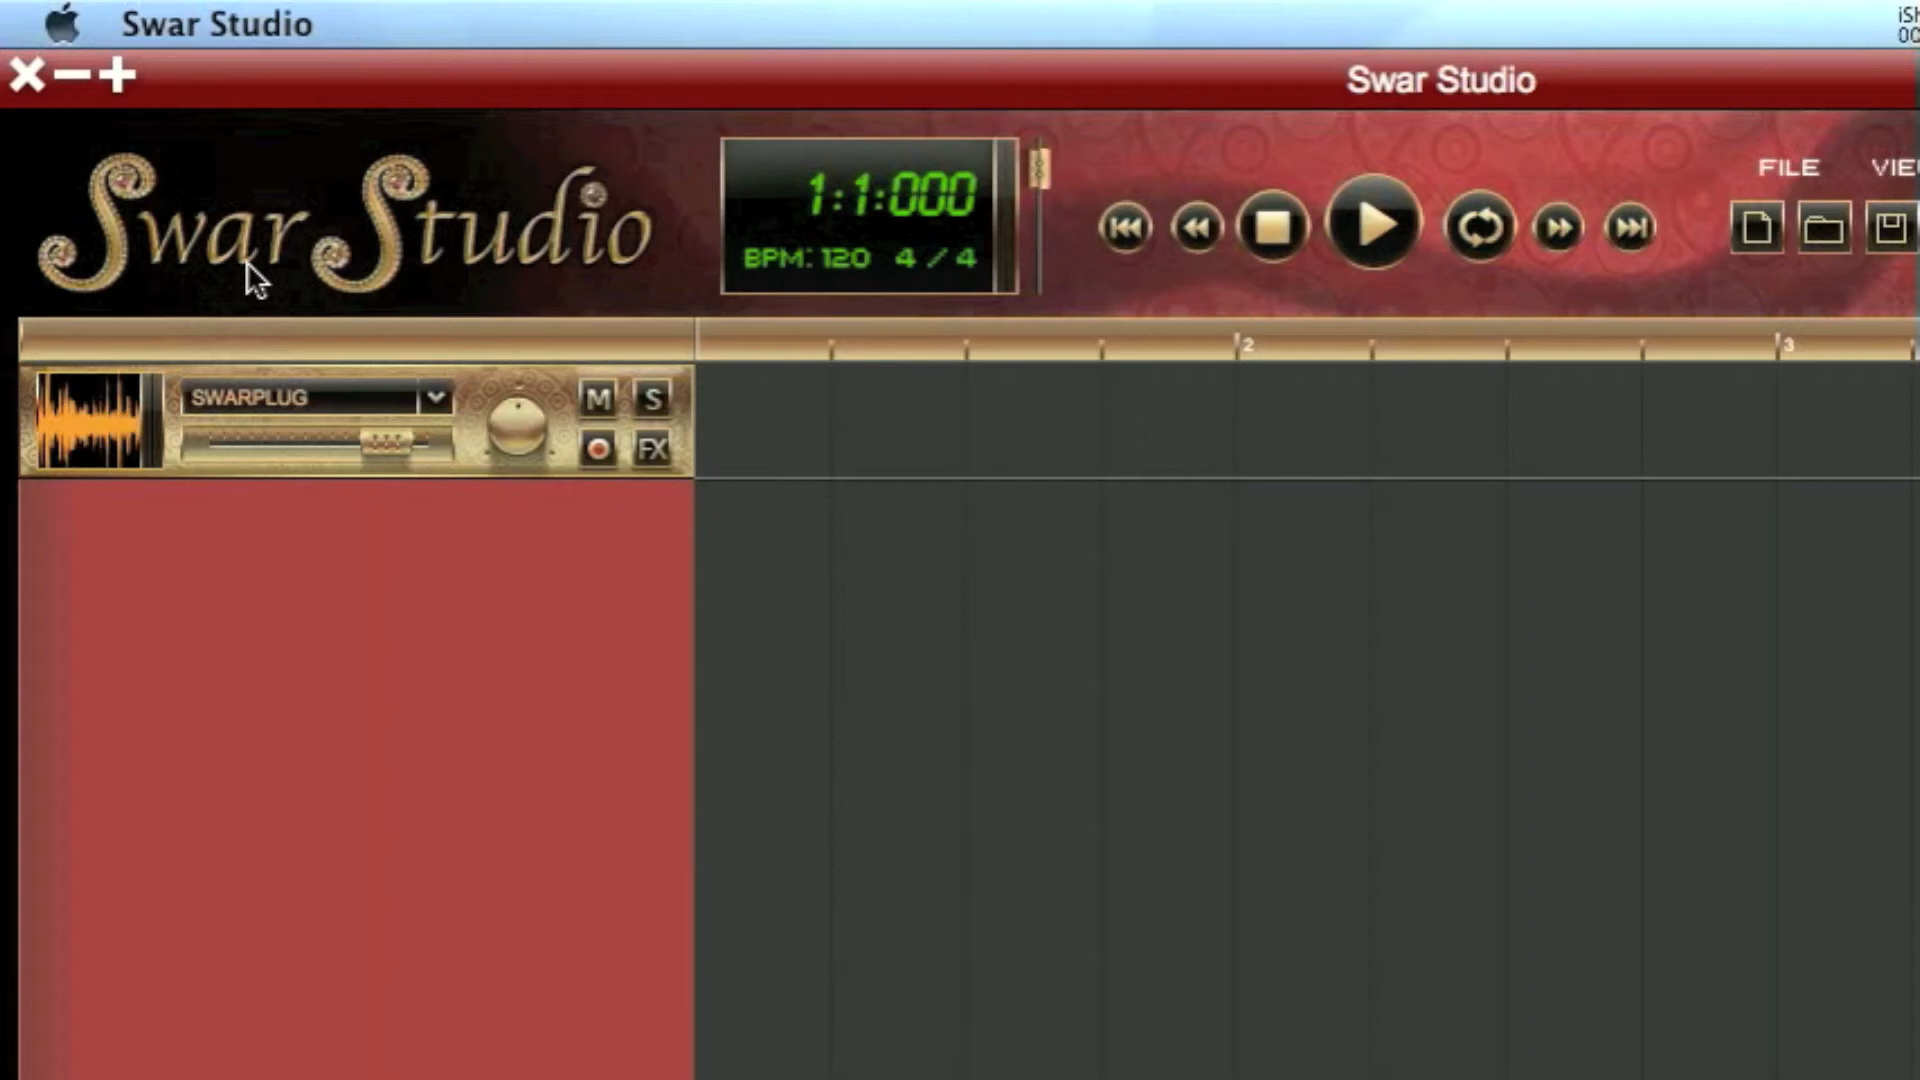 Swar Studio
Swar Studio
Swar Studio
1:1:000
BPM: 120 4 / 4
FILE
2
3
SWARPLUG
M
S
FX